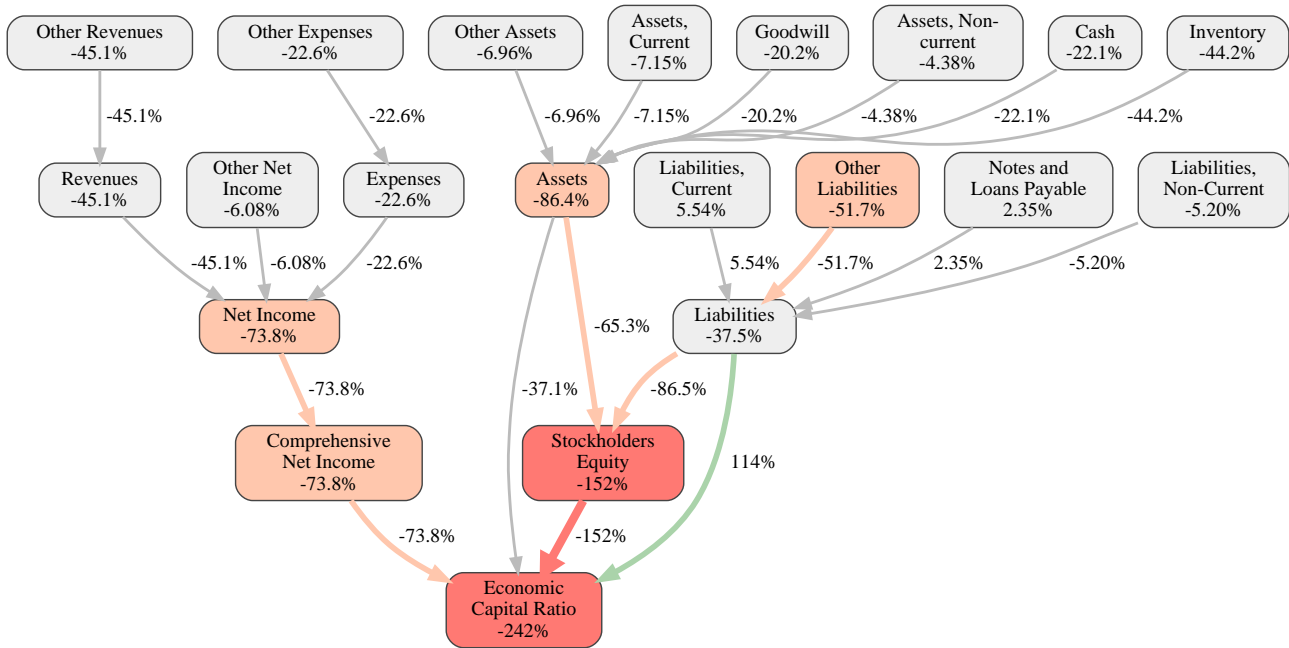 Other Revenues
-45.1%
Other Expenses
-22.6%
Other Assets
-6.96%
Assets,
Current
-7.15%
Goodwill
-20.2%
Assets, Non-
current
-4.38%
Cash
-22.1%
Inventory
-44.2%
-45.1%
-22.6%
-6.96%
-7.15%
-20.2%
-4.38%
-22.1%
-44.2%
Revenues
-45.1%
Other Net
Income
-6.08%
Expenses
-22.6%
Assets
-86.4%
Liabilities,
Current
5.54%
Other
Liabilities
-51.7%
Notes and
Loans Payable
2.35%
Liabilities,
Non-Current
-5.20%
-45.1%
-6.08%
-22.6%
5.54%
-51.7%
2.35%
-5.20%
Net Income
-73.8%
-65.3%
Liabilities
-37.5%
-73.8%
-37.1%
-86.5%
Comprehensive
Net Income
-73.8%
Stockholders
Equity
-152%
114%
-73.8%
-152%
Economic
Capital Ratio
-242%